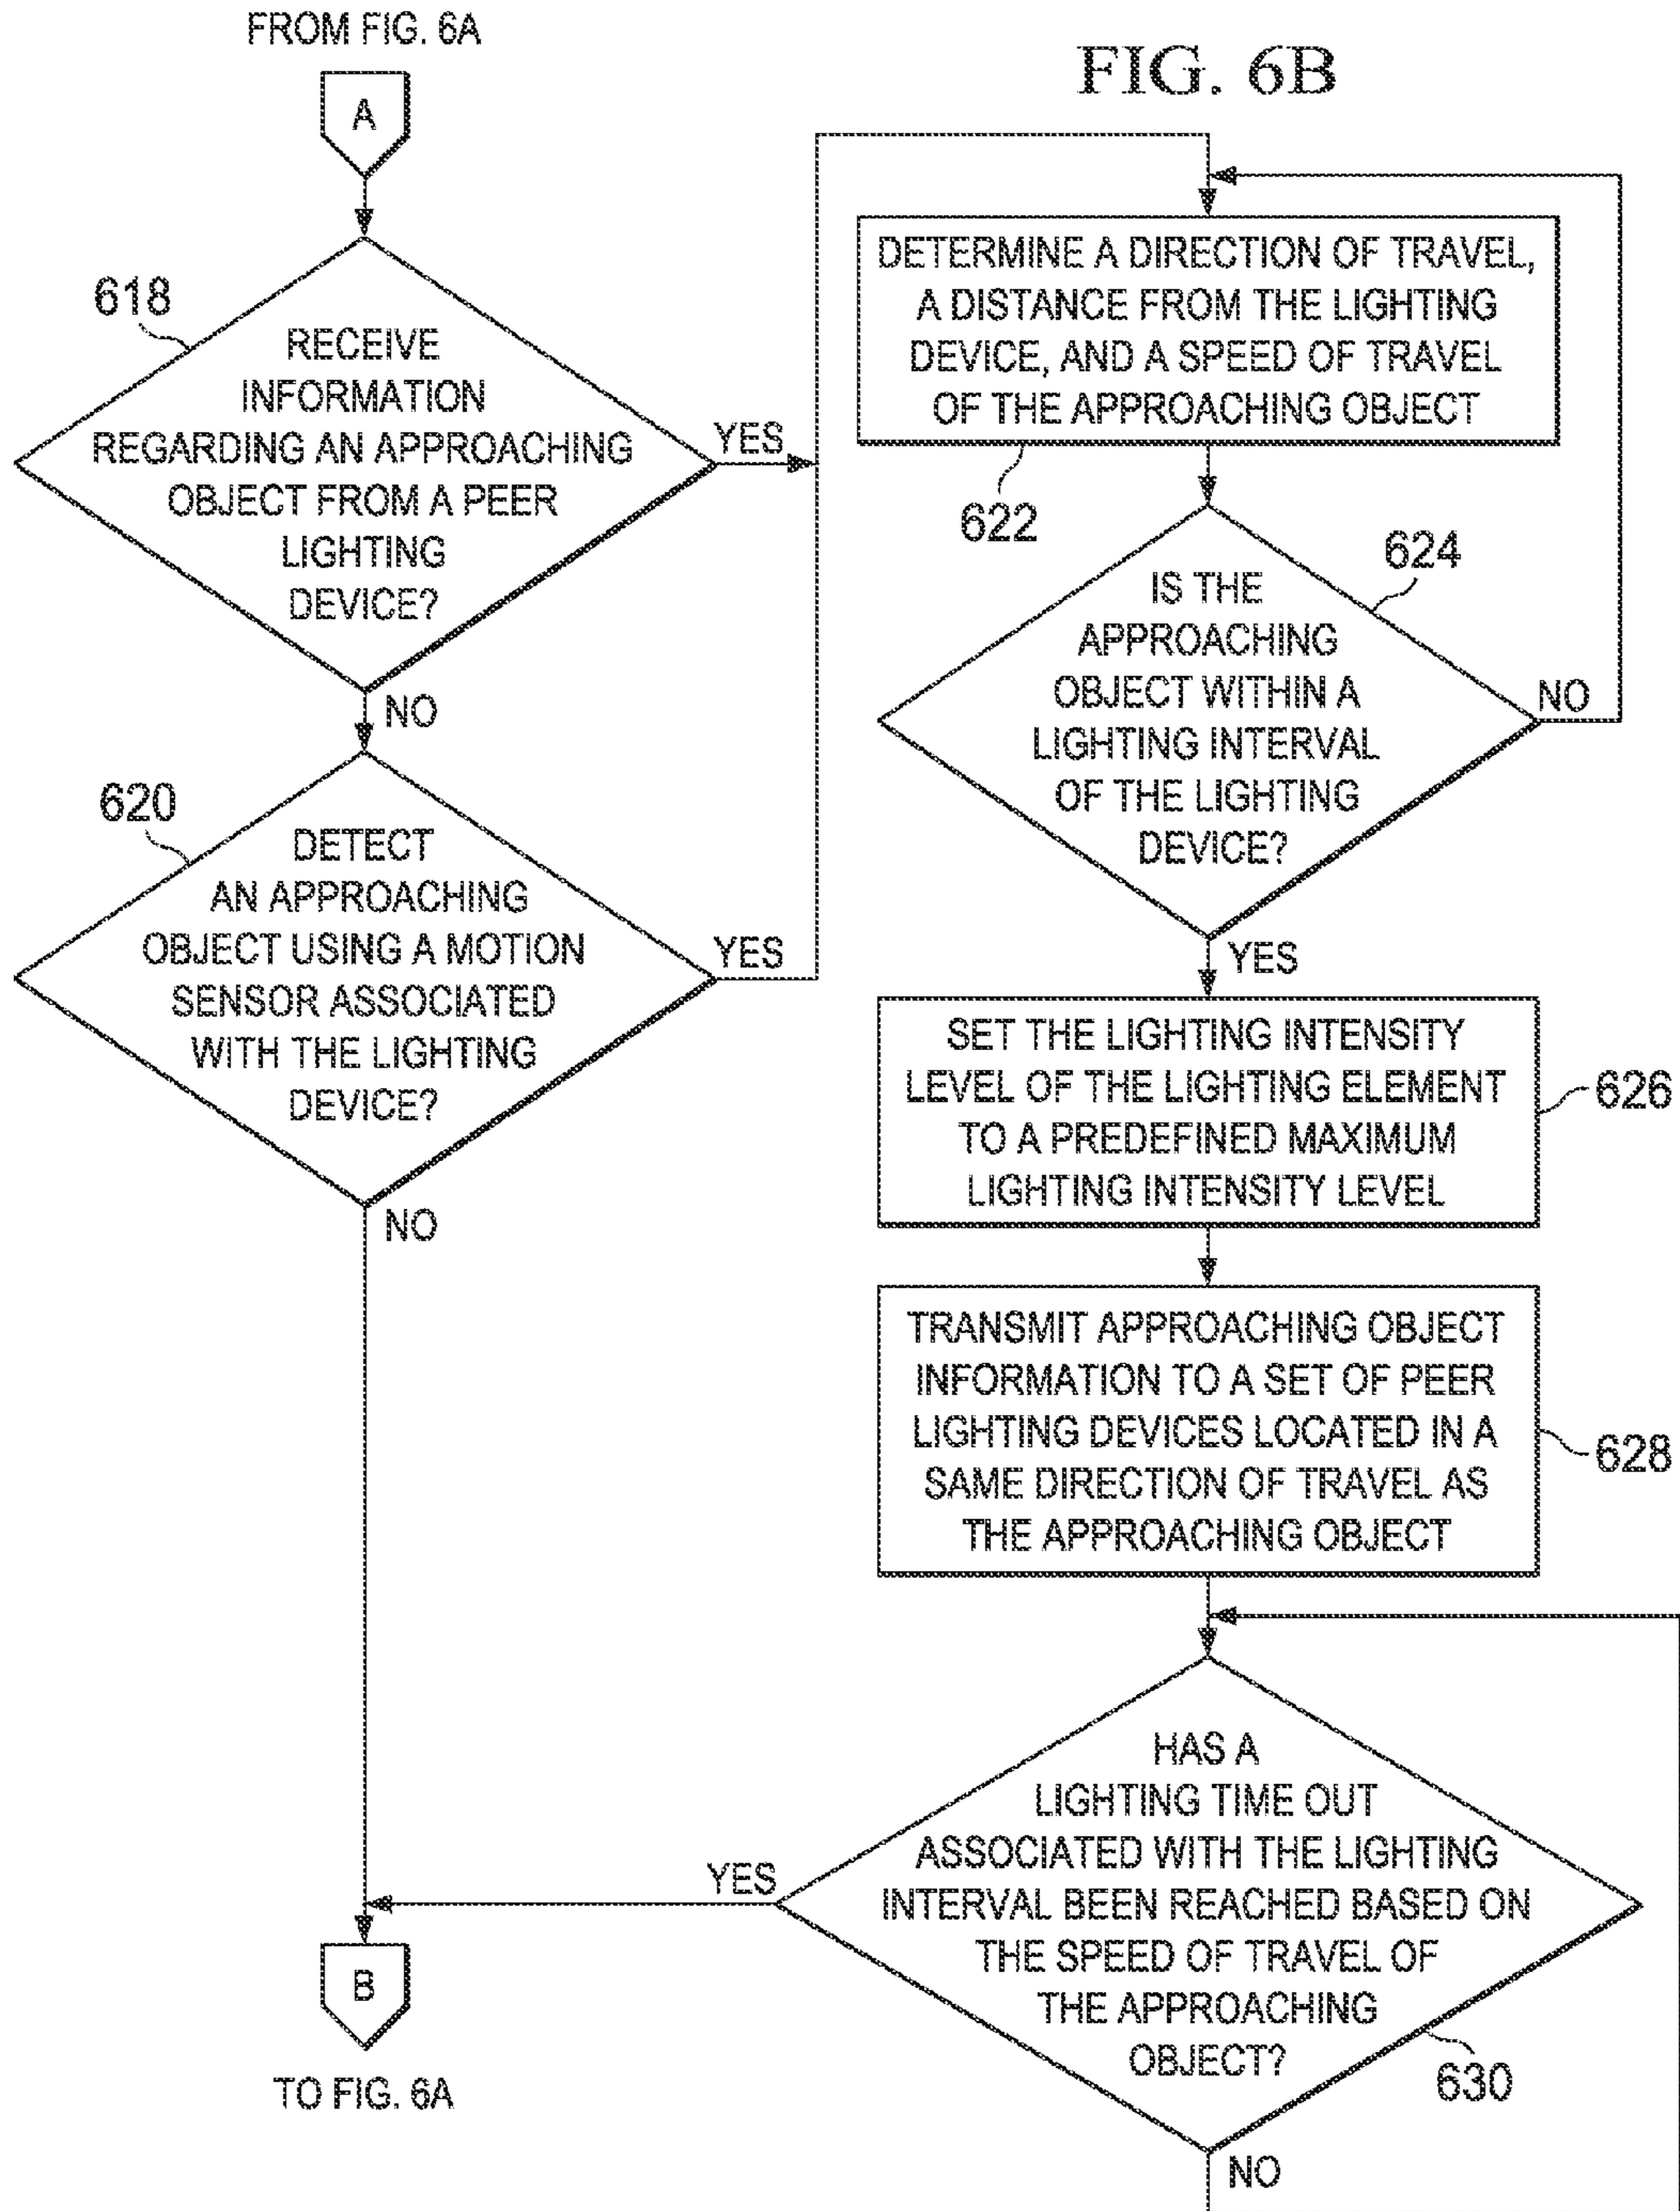 FROM FIG. 6A
FIG. 6B
A
618
RECEIVE
INFORMATION
REGARDING AN APPROACHING
OBJECT FROM A PEER
LIGHTING
DEVICE?
YES
NO
620
DETECT
AN APPROACHING
OBJECT USING A MOTION
SENSOR ASSOCIATED
WITH THE LIGHTING
DEVICE?
YES
NO
DETERMINE A DIRECTION OF TRAVEL,
A DISTANCE FROM THE LIGHTING
DEVICE, AND A SPEED OF TRAVEL
OF THE APPROACHING OBJECT
622
624
IS THE
APPROACHING
OBJECT WITHIN A
LIGHTING INTERVAL
OF THE LIGHTING
DEVICE?
NO
YES
SET THE LIGHTING INTENSITY
LEVEL OF THE LIGHTING ELEMENT
TO A PREDEFINED MAXIMUM
LIGHTING INTENSITY LEVEL
626
TRANSMIT APPROACHING OBJECT
INFORMATION TO A SET OF PEER
LIGHTING DEVICES LOCATED IN A
SAME DIRECTION OF TRAVEL AS
THE APPROACHING OBJECT
628
HAS A
LIGHTING TIME OUT
ASSOCIATED WITH THE LIGHTING
INTERVAL BEEN REACHED BASED ON
THE SPEED OF TRAVEL OF
THE APPROACHING
OBJECT?
630
YES
NO
B
TO FIG. 6A